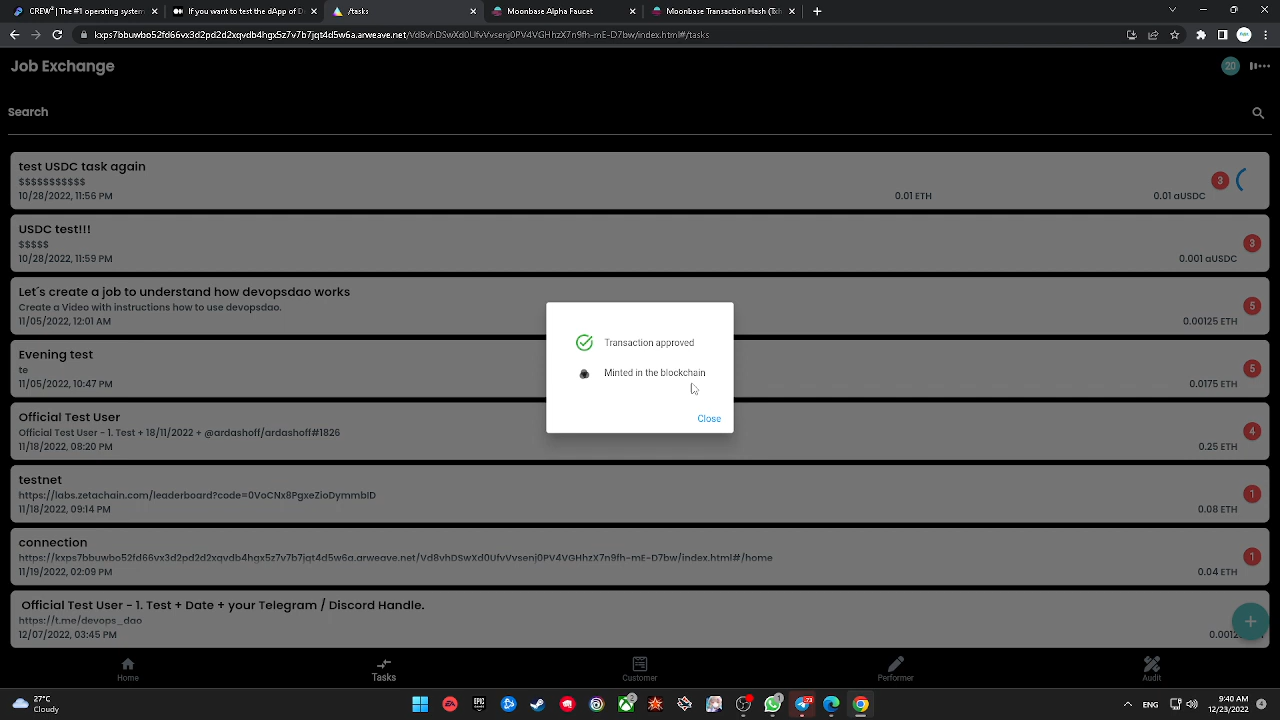 CREW³ The #1 operating system
If you want to test the App of D
/tasks
Moonbase Alpha Faucet
Moonbase Transaction Hash (Txh
kxps7bbuwbo52fd66vx3d2pd2d2xqvdb4hgx5z7v7b7jqt4d5w6a.arweave.net/Vd8vhDSwXd0UfvVvsenj0PV4VGHhzX7n9fh-mE-D7bw/index.html#/tasks
Job Exchange
20
Search
test USDC task again
$$$$$$$$$$$
10/28/2022, 11:56 PM
0.01 ETH
0.01 aUSDC
3
USDC test!!!
$$$$$
10/28/2022, 11:59 PM
0.001 aUSDC
3
Let´s create a job to understand how devopsdao works
Create a Video with instructions how to use devopsdao.
11/05/2022, 12:01 AM
0.00125 ETH
5
Transaction approved
Minted in the blockchain
Close
Evening test
te
11/05/2022, 10:47 PM
0.0175 ETH
5
Official Test User
Official Test User - 1. Test + 18/11/2022 + @ardashoff/ardashoff#1826
11/18/2022, 08:20 PM
0.25 ETH
4
testnet
https://labs.zetachain.com/leaderboard?code=0VoCNx8PgxeZioDymmbID
11/18/2022, 09:14 PM
0.08 ETH
1
connection
https://kxps7bbuwbo52fd66vx3d2pd2d2xqvdb4hgx5z7v7b7jqt4d5w6a.arweave.net/Vd8vhDSwXd0UfvVvsenj0PV4VGHhzX7n9fh-mE-D7bw/index.html#/home
11/19/2022, 02:09 PM
0.04 ETH
1
Official Test User - 1. Test + Date + your Telegram / Discord Handle.
https://t.me/devops_dao
12/07/2022, 03:45 PM
Home
Tasks
Customer
Performer
Audit
27°C
Cloudy
ENG
9:40 AM
12/23/2022